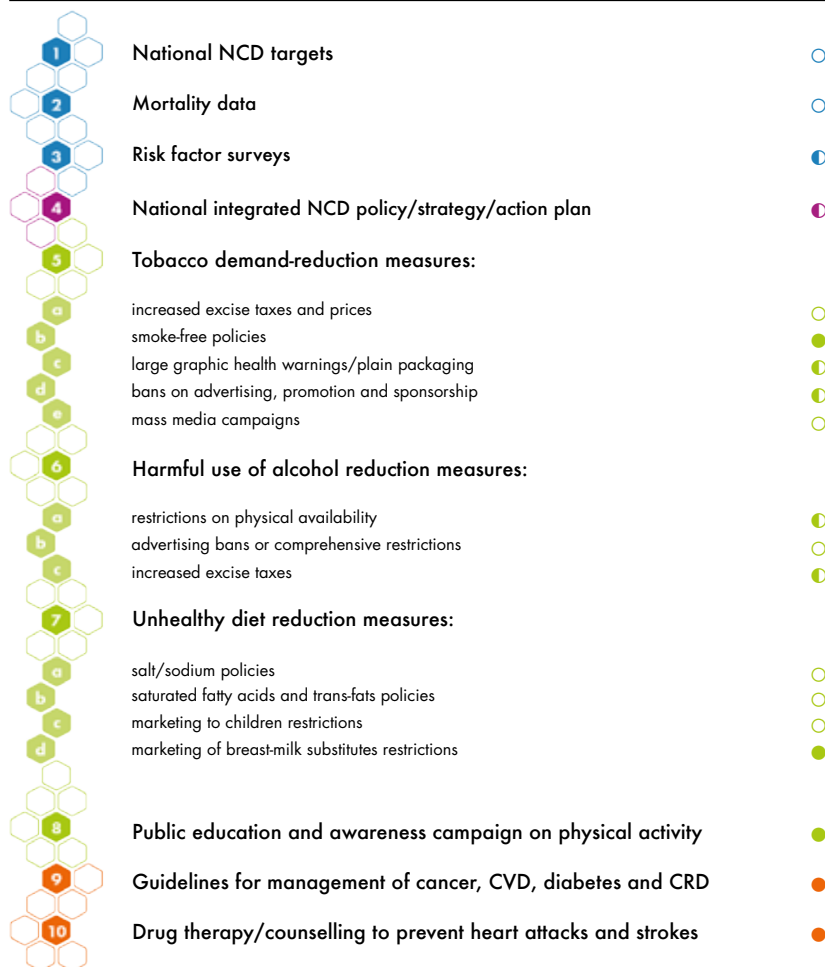 1 National NCD targets
2 Mortality data
3 Risk factor surveys
4 National integrated NCD policy/strategy/action plan
5 Tobacco demand-reduction measures:
a increased excise taxes and prices
b smoke-free policies
c large graphic health warnings/plain packaging
d bans on advertising, promotion and sponsorship
e mass media campaigns
6 Harmful use of alcohol reduction measures:
a restrictions on physical availability
b advertising bans or comprehensive restrictions
c increased excise taxes
7 Unhealthy diet reduction measures:
a salt/sodium policies
b saturated fatty acids and trans-fats policies
c marketing to children restrictions
d marketing of breast-milk substitutes restrictions
8 Public education and awareness campaign on physical activity
9 Guidelines for management of cancer, CVD, diabetes and CRD
10 Drug therapy/counselling to prevent heart attacks and strokes